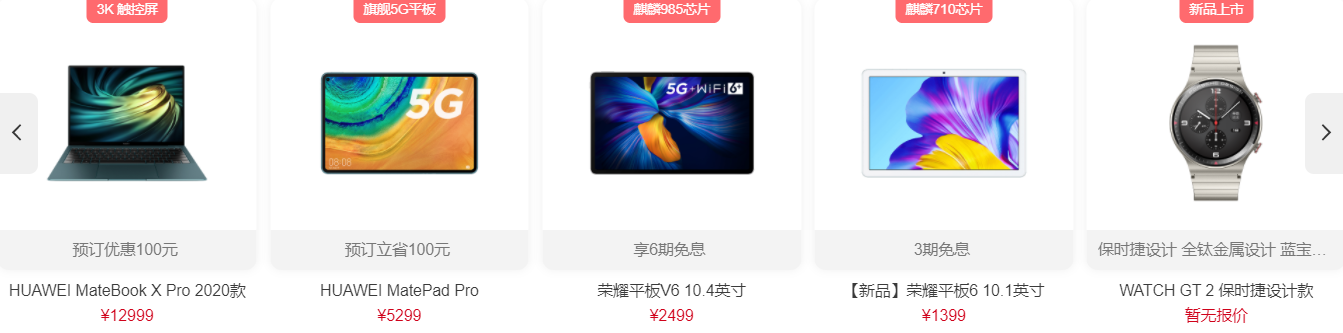 3K 触控屏
旗舰5G平板
麒麟985芯片
麒麟710芯片
新品上市
5G
08:08
5G+WiFi 6+
预订优惠100元
预订立省100元
享6期免息
3期免息
保时捷设计 全钛金属设计 蓝宝…
HUAWEI MateBook X Pro 2020款
HUAWEI MatePad Pro
荣耀平板V6 10.4英寸
【新品】荣耀平板6 10.1英寸
WATCH GT 2 保时捷设计款
¥12999
¥5299
¥2499
¥1399
暂无报价